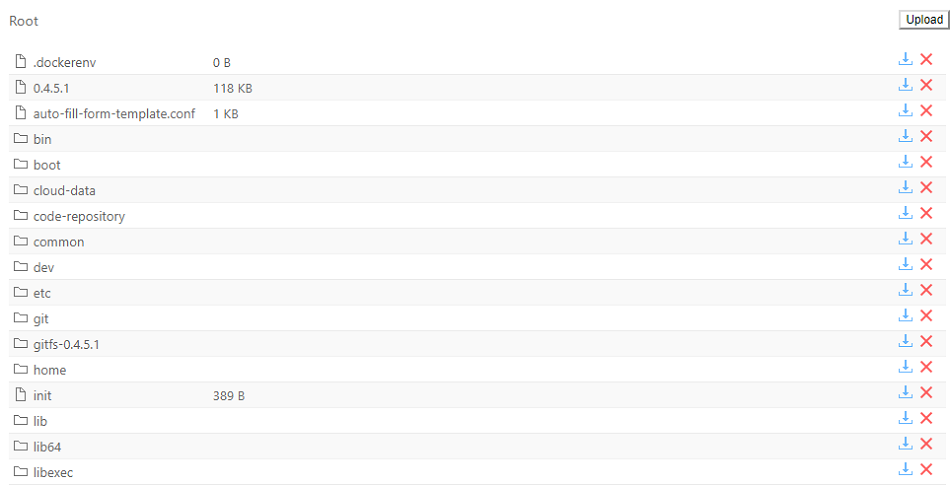 Root
Upload
.dockerenv 0 B
0.4.5.1 118 KB
auto-fill-form-template.conf 1 KB
bin
boot
cloud-data
code-repository
common
dev
etc
git
gitfs-0.4.5.1
home
init 389 B
lib
lib64
libexec